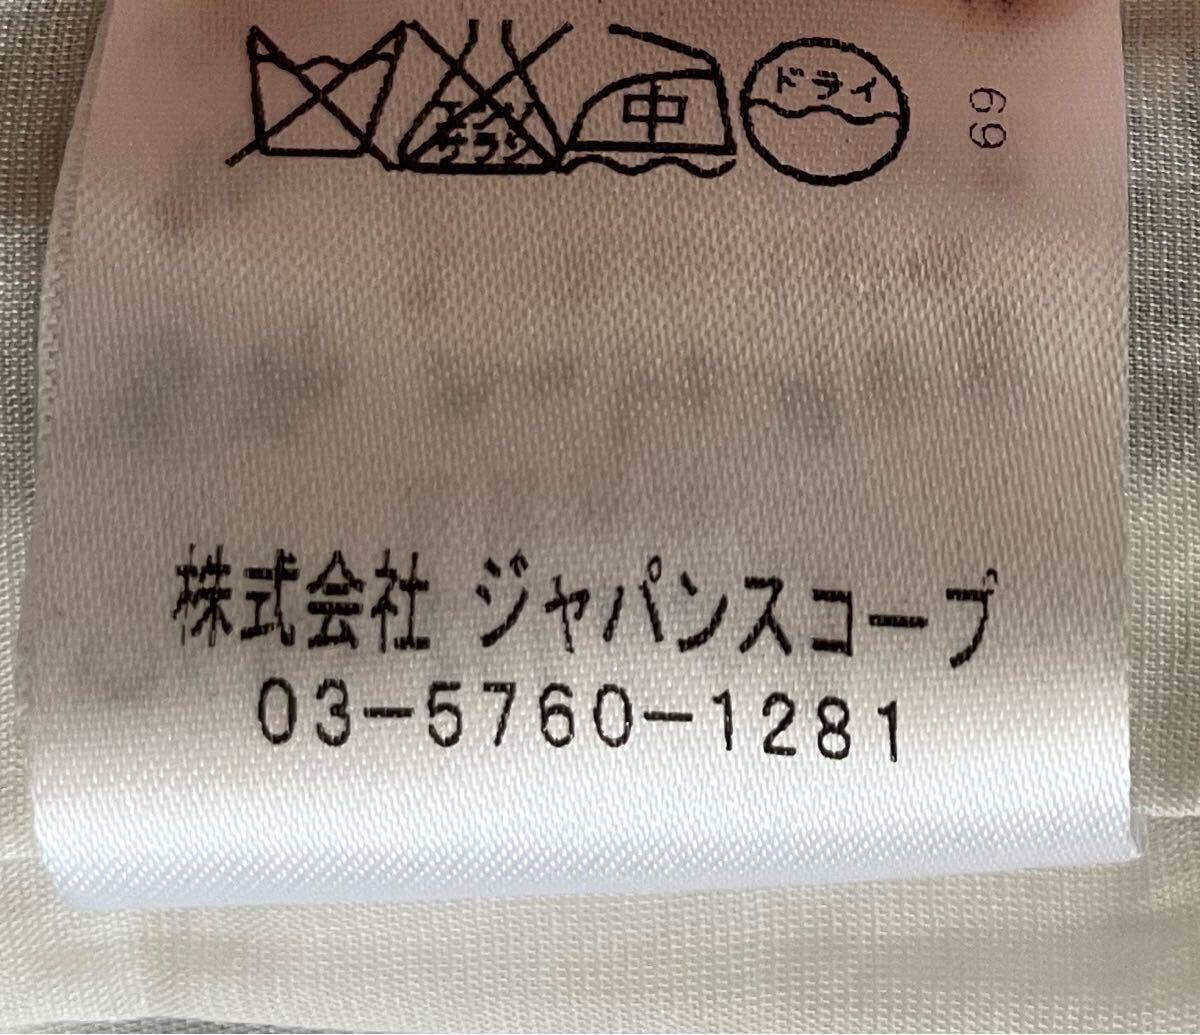 エンソ 中 ドライ 69
サラシ
株式会社 ジャパンスコープ
03-5760-1281